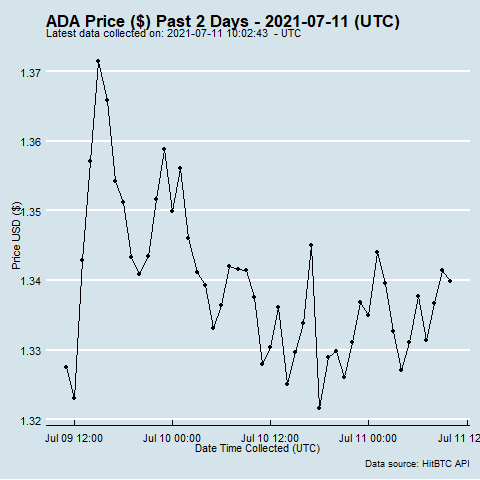 ADA Price ($) Past 2 Days - 2021-07-11 (UTC)
Latest data collected on: 2021-07-11 10:02:43 - UTC
1.37
1.36
1.35
1.34
1.33
1.32
Price USD ($)
Jul 09 12:00
Jul 10 00:00
Jul 10 12:00
Jul 11 00:00
Jul 11 12
Date Time Collected (UTC)
Data source: HitBTC API